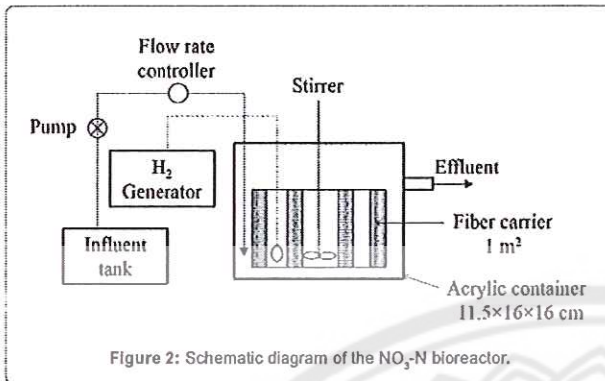 Flow rate
controller
Stirrer
Pump
H₂
Generator
Effluent
Influent
tank
Fiber carrier
1 m²
Acrylic container
11.5×16×16 cm
Figure 2: Schematic diagram of the NO₃-N bioreactor.